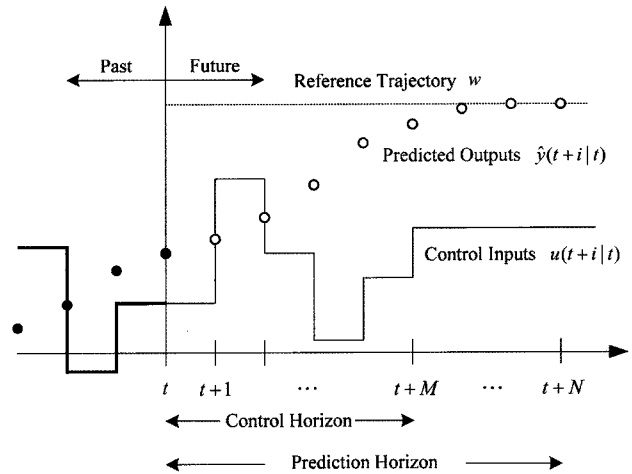 Past Future
Reference Trajectory w
Predicted Outputs ŷ(t+i|t)
Control Inputs u(t+i|t)
t t+1 ⋯ t+M ⋯ t+N
Control Horizon
Prediction Horizon